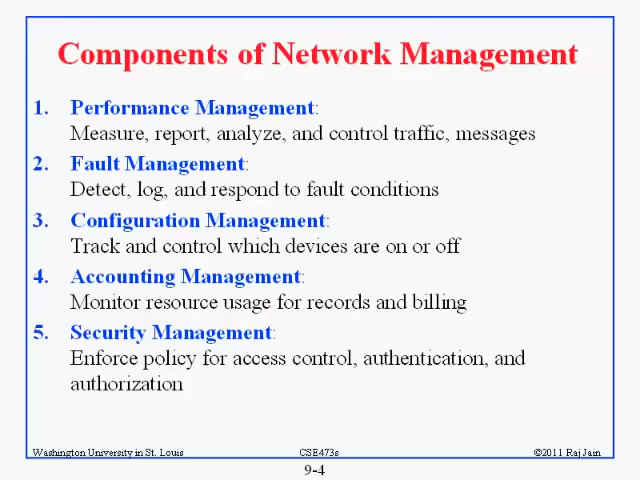 Components of Network Management
1. Performance Management:
Measure, report, analyze, and control traffic, messages
2. Fault Management:
Detect, log, and respond to fault conditions
3. Configuration Management:
Track and control which devices are on or off
4. Accounting Management:
Monitor resource usage for records and billing
5. Security Management:
Enforce policy for access control, authentication, and
authorization
Washington University in St. Louis CSE473s ©2011 Raj Jain
9-4